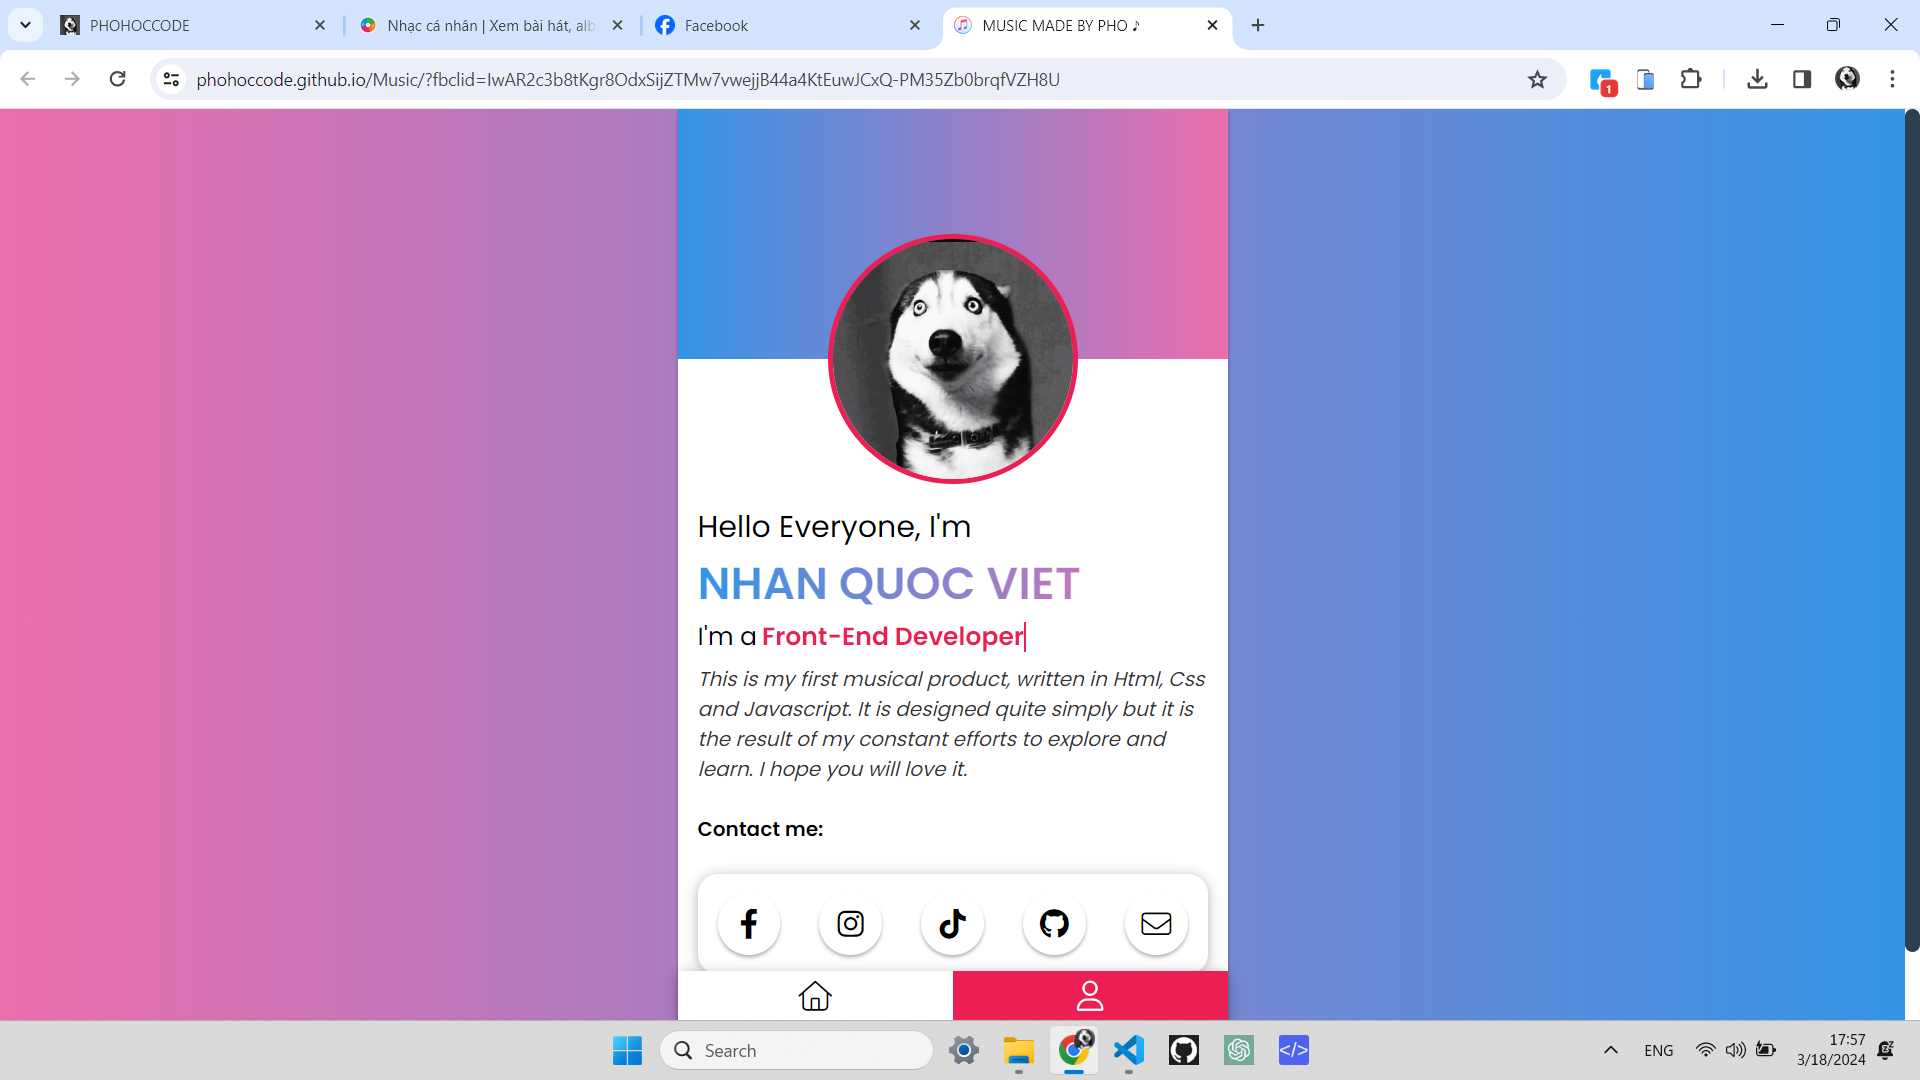 PHOHOCCODE
Nhạc cá nhân | Xem bài hát, alb
Facebook
MUSIC MADE BY PHO ♪
phohoccode.github.io/Music/?fbclid=IwAR2c3b8tKgr8OdxSijZTMw7vwejjB44a4KtEuwJCxQ-PM35Zb0brqfVZH8U
1
Hello Everyone, I'm
NHAN QUOC VIET
I'm a Front-End Developer
This is my first musical product, written in Html, Css
and Javascript. It is designed quite simply but it is
the result of my constant efforts to explore and
learn. I hope you will love it.
Contact me:
Search
</>
ENG
17:57
3/18/2024